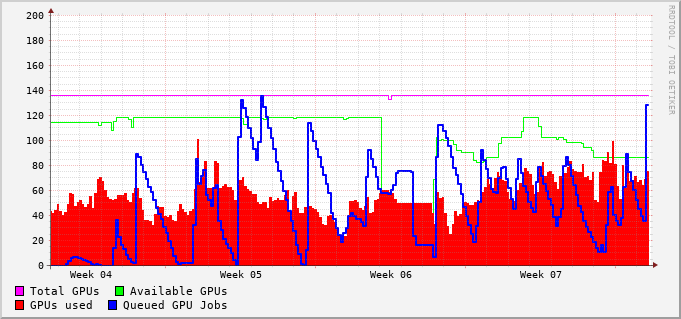 200
180
160
140
120
100
80
60
40
20
0
Week 04 Week 05 Week 06 Week 07
Total GPUs Available GPUs
GPUs used Queued GPU Jobs
RRDTOOL / TOBI OETIKER